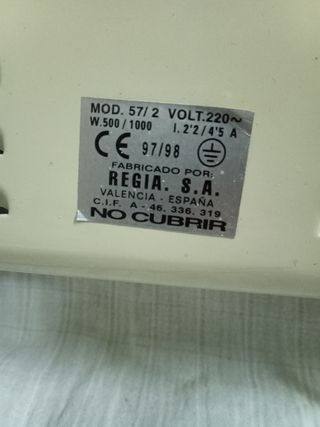 MOD. 57/2 VOLT.220~
W.500/1000 I.2'2/4'5 A
CE 97/98
FABRICADO POR:
REGIA. S.A.
VALENCIA - ESPAÑA
C.I.F. A - 46. 336. 319
NO CUBRIR